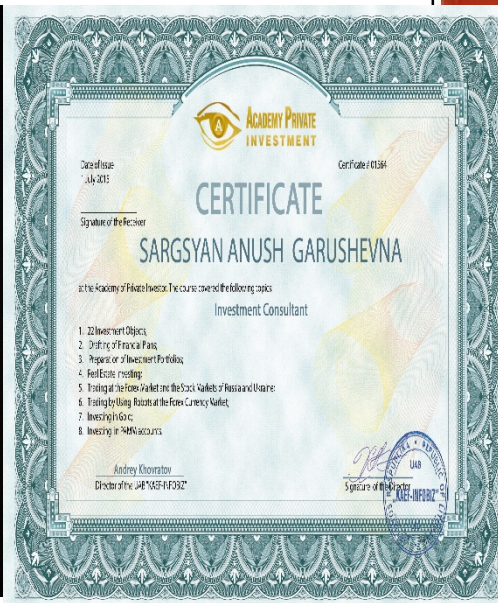 ACADEMY PRIVATE
INVESTMENT
Date of Issue
1 July 2015
Certificate # 01564
Signature of the Receiver
CERTIFICATE
SARGSYAN ANUSH GARUSHEVNA
at the Academy of Private Investor. The course covered the following topics
Investment Consultant
1. 22 Investment Objects;
2. Drafting of Financial Plans;
3. Preparation of Investment Portfolios;
4. Real Estate Investing;
5. Trading at the Forex Market and the Stock Markets of Russia and Ukraine;
6. Trading by Using Robots at the Forex Currency Market;
7. Investing in Gold;
8. Investing in PAMM accounts.
Andrey Khovratov
Director of the UAB "KAEF-INFOBIZ"
Signature of the Director
UAB
"KAEF-INFOBIZ"